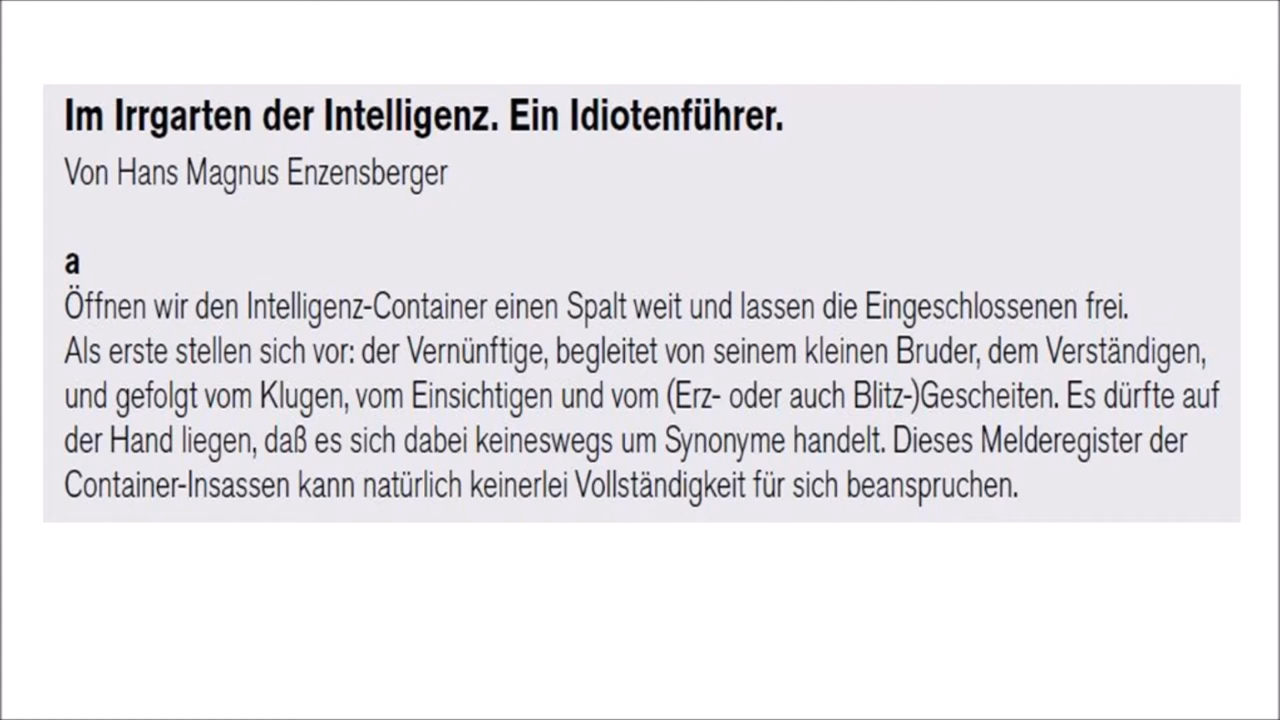 Im Irrgarten der Intelligenz. Ein Idiotenführer.
Von Hans Magnus Enzensberger
a
Öffnen wir den Intelligenz-Container einen Spalt weit und lassen die Eingeschlossenen frei.
Als erste stellen sich vor: der Vernünftige, begleitet von seinem kleinen Bruder, dem Verständigen,
und gefolgt vom Klugen, vom Einsichtigen und vom (Erz- oder auch Blitz-)Gescheiten. Es dürfte auf
der Hand liegen, daß es sich dabei keineswegs um Synonyme handelt. Dieses Melderegister der
Container-Insassen kann natürlich keinerlei Vollständigkeit für sich beanspruchen.